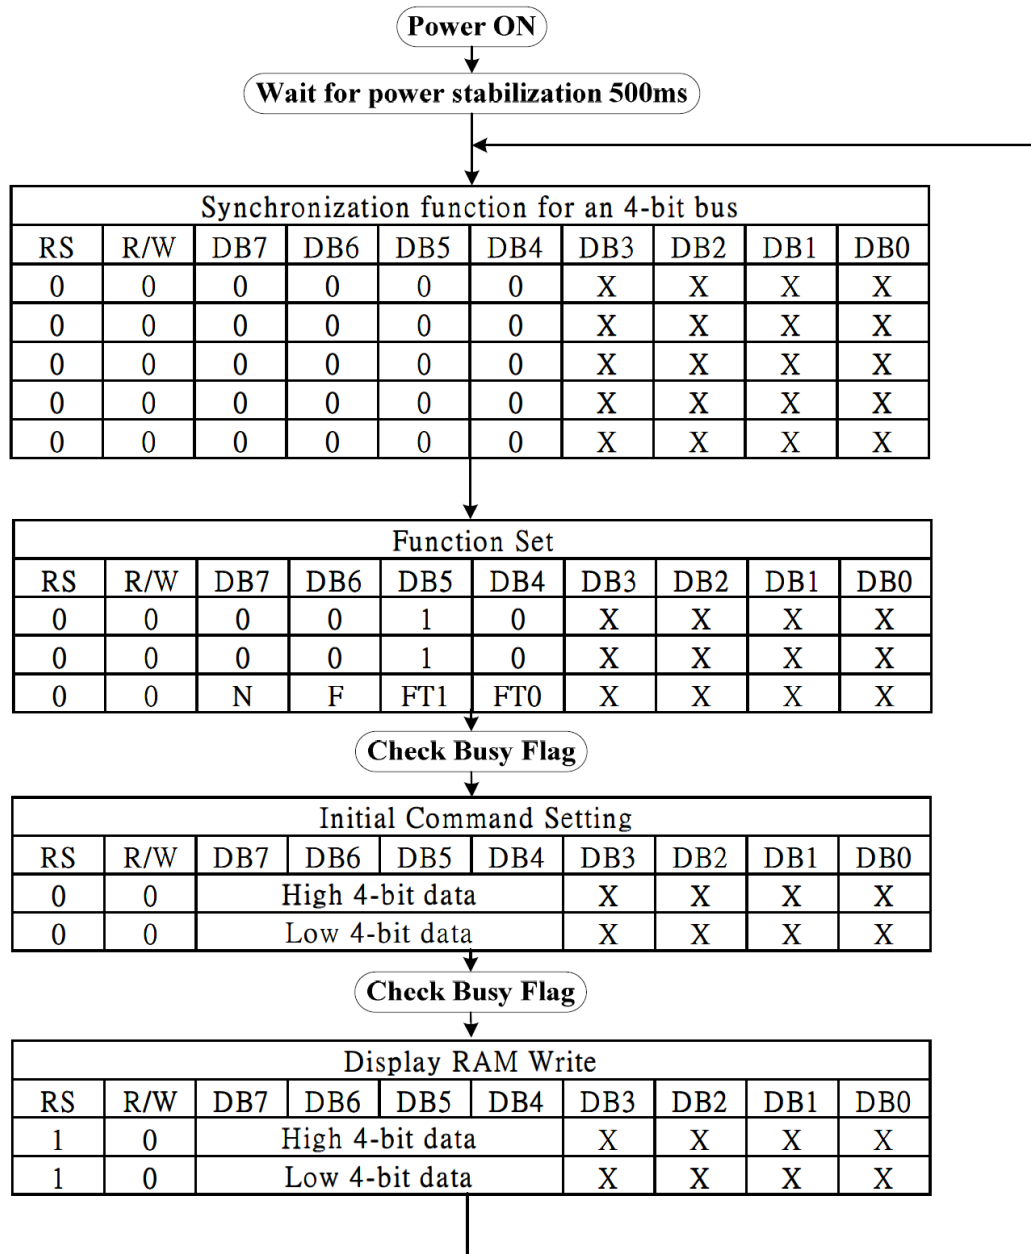 Power ON
Wait for power stabilization 500ms
Synchronization function for an 4-bit bus
RS R/W DB7 DB6 DB5 DB4 DB3 DB2 DB1 DB0
0 0 0 0 0 0 X X X X
0 0 0 0 0 0 X X X X
0 0 0 0 0 0 X X X X
0 0 0 0 0 0 X X X X
0 0 0 0 0 0 X X X X
Function Set
RS R/W DB7 DB6 DB5 DB4 DB3 DB2 DB1 DB0
0 0 0 0 1 0 X X X X
0 0 0 0 1 0 X X X X
0 0 N F FT1 FT0 X X X X
Check Busy Flag
Initial Command Setting
RS R/W DB7 DB6 DB5 DB4 DB3 DB2 DB1 DB0
0 0 High 4-bit data X X X X
0 0 Low 4-bit data X X X X
Check Busy Flag
Display RAM Write
RS R/W DB7 DB6 DB5 DB4 DB3 DB2 DB1 DB0
1 0 High 4-bit data X X X X
1 0 Low 4-bit data X X X X